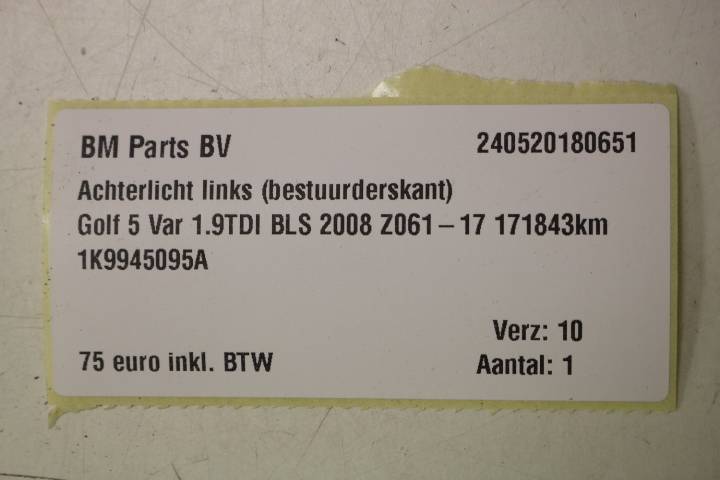 BM Parts BV 240520180651
Achterlicht links (bestuurderskant)
Golf 5 Var 1.9TDI BLS 2008 Z061-17 171843km
1K9945095A
Verz: 10
75 euro inkl. BTW Aantal: 1